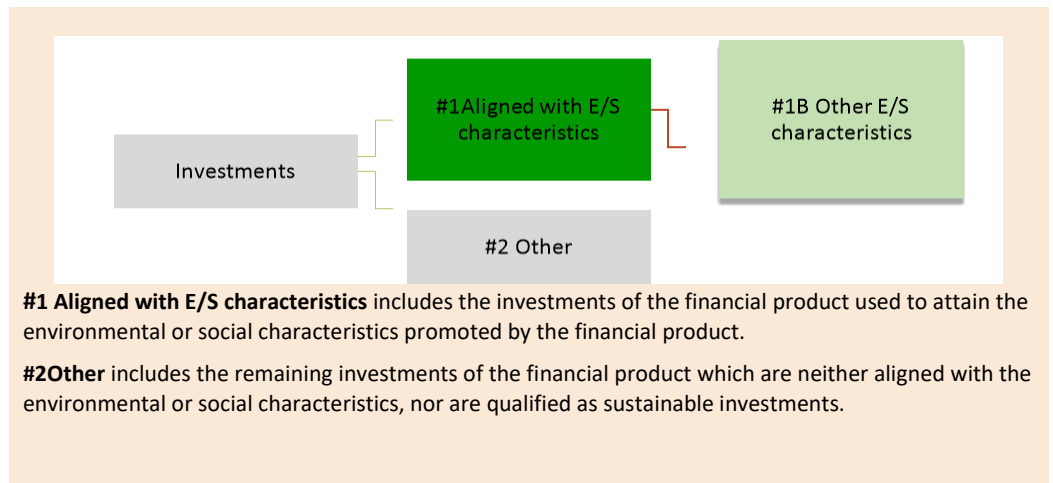 #1Aligned with E/S
characteristics
#1B Other E/S
characteristics
Investments
#2 Other
#1 Aligned with E/S characteristics includes the investments of the financial product used to attain the
environmental or social characteristics promoted by the financial product.
#2Other includes the remaining investments of the financial product which are neither aligned with the
environmental or social characteristics, nor are qualified as sustainable investments.